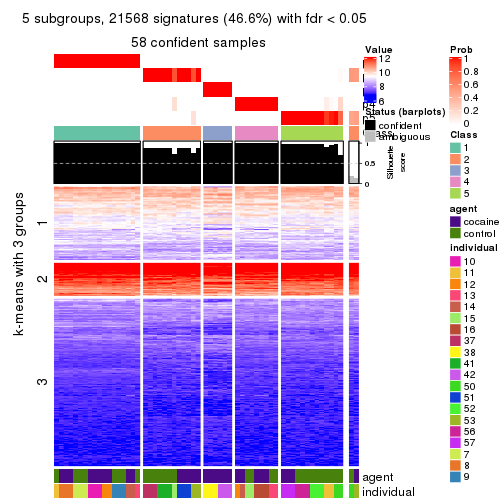 5 subgroups, 21568 signatures (46.6%) with fdr < 0.05
58 confident samples
k-means with 3 groups
1
2
3
Value
12
10
8
6
Status (barplots)
confident
ambiguous
1
0.5
0
Silhouette
score
agent
individual
Prob
1
0.8
0.6
0.4
0.2
0
Class
1
2
3
4
5
agent
cocaine
control
individual
10
11
12
13
14
15
16
37
38
41
42
50
51
52
53
56
57
7
8
9